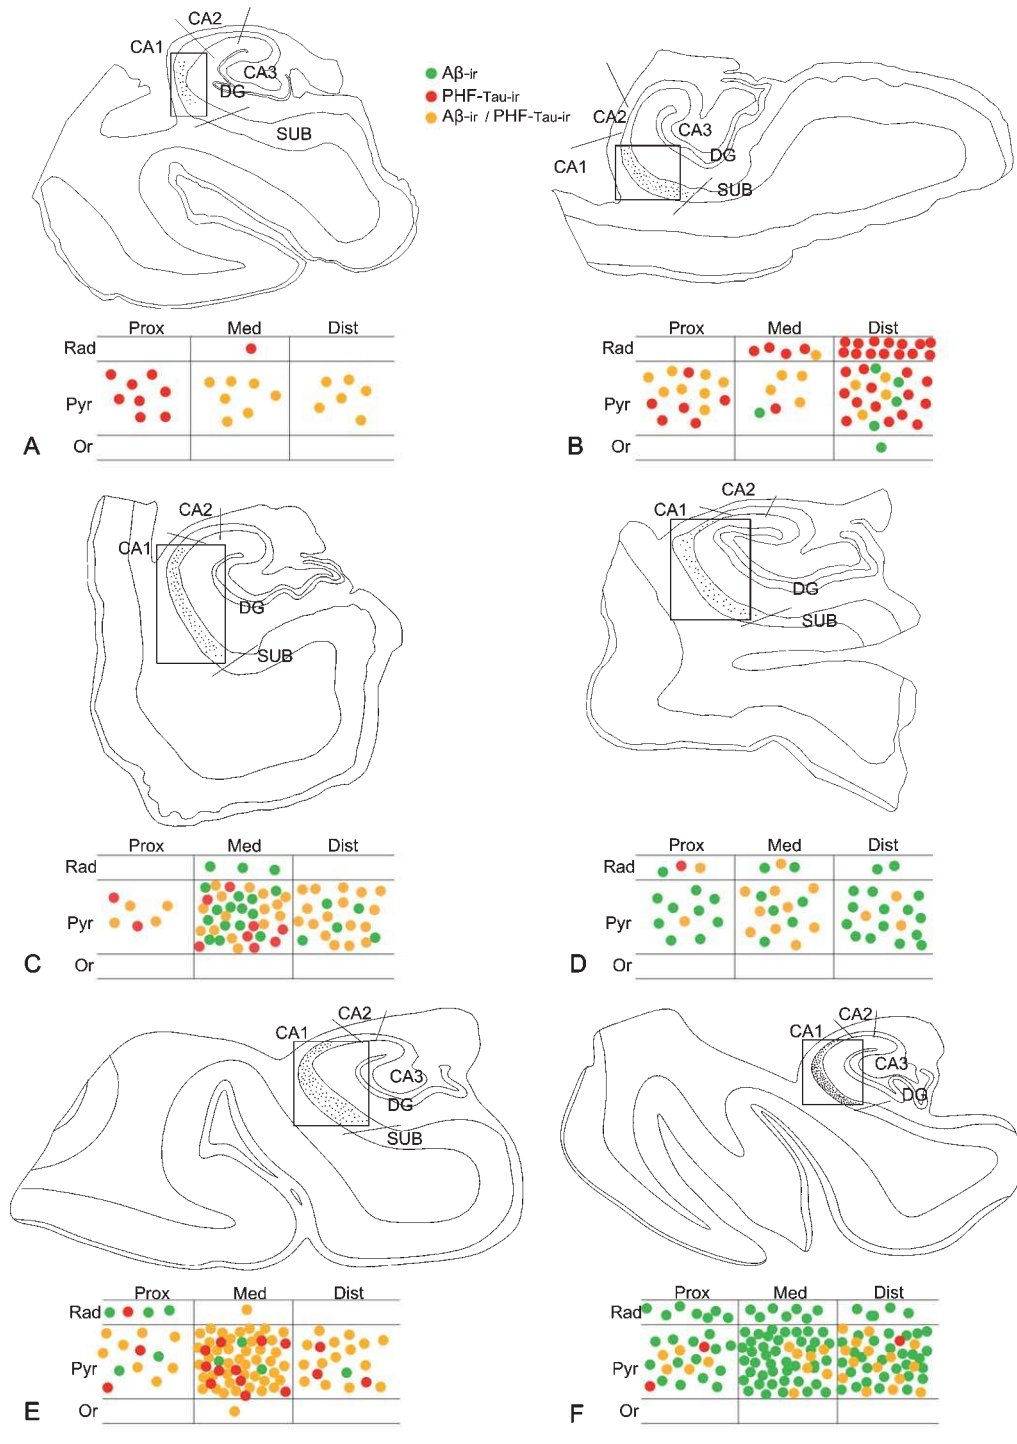 CA2
CA1
CA3
DG
SUB
Aβ-ir
PHF-Tau-ir
Aβ-ir / PHF-Tau-ir
CA2
CA3
DG
CA1
SUB
Prox Med Dist
Rad
Pyr
Or
A
Prox Med Dist
Rad
Pyr
Or
B
CA2
CA1
DG
SUB
CA2
CA1
DG
SUB
Prox Med Dist
Rad
Pyr
Or
C
Prox Med Dist
Rad
Pyr
Or
D
CA2
CA1
CA3
DG
SUB
CA2
CA1
CA3
DG
Prox Med Dist
Rad
Pyr
Or
E
Prox Med Dist
Rad
Pyr
Or
F